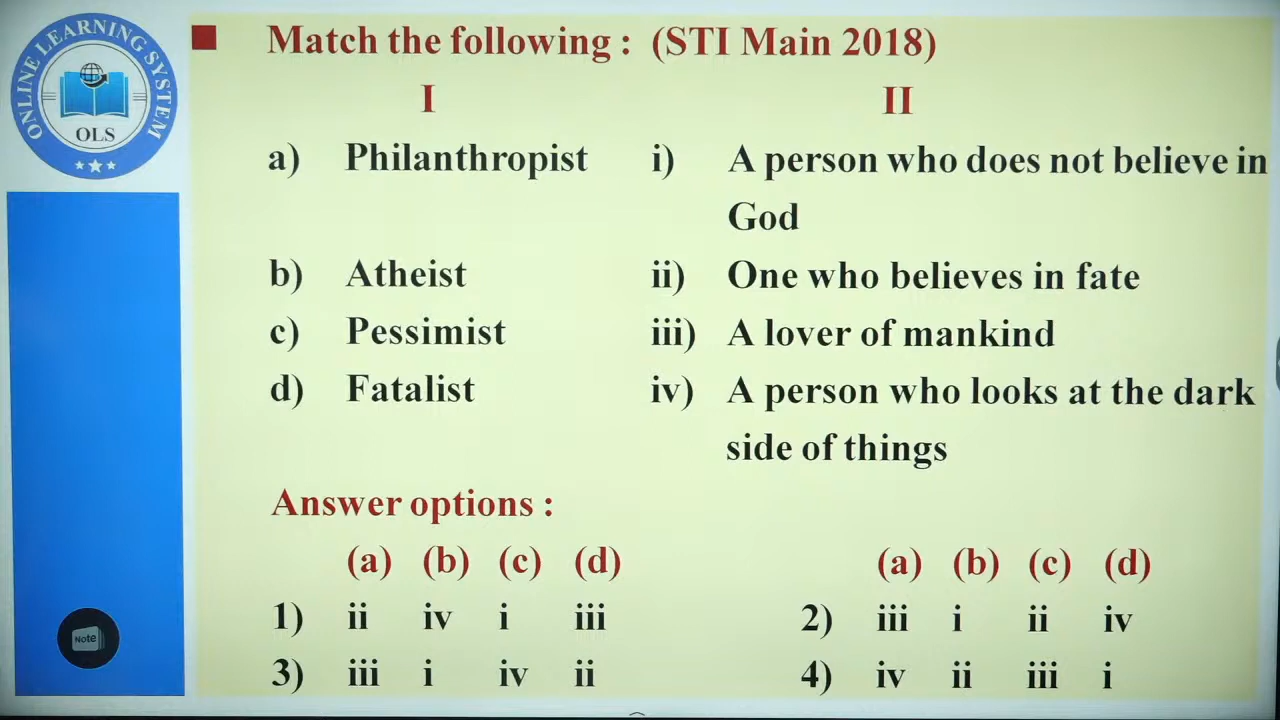 ONLINE LEARNING SYSTEM
OLS
Match the following : (STI Main 2018)
I II
a) Philanthropist i) A person who does not believe in
God
b) Atheist ii) One who believes in fate
c) Pessimist iii) A lover of mankind
d) Fatalist iv) A person who looks at the dark
side of things
Answer options :
(a) (b) (c) (d) (a) (b) (c) (d)
1) ii iv i iii 2) iii i ii iv
3) iii i iv ii 4) iv ii iii i
Note